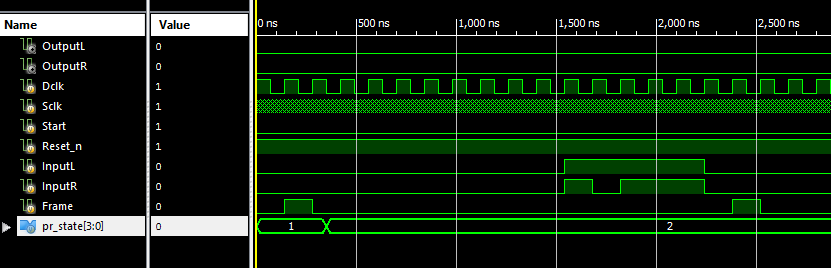 Name Value 0 ns 500 ns 1,000 ns 1,500 ns 2,000 ns 2,500 ns
OutputL 0
OutputR 0
Dclk 1
Sclk 1
Start 1
Reset_n 1
InputL 0
InputR 0
Frame 0
pr_state[3:0] 0 1 2